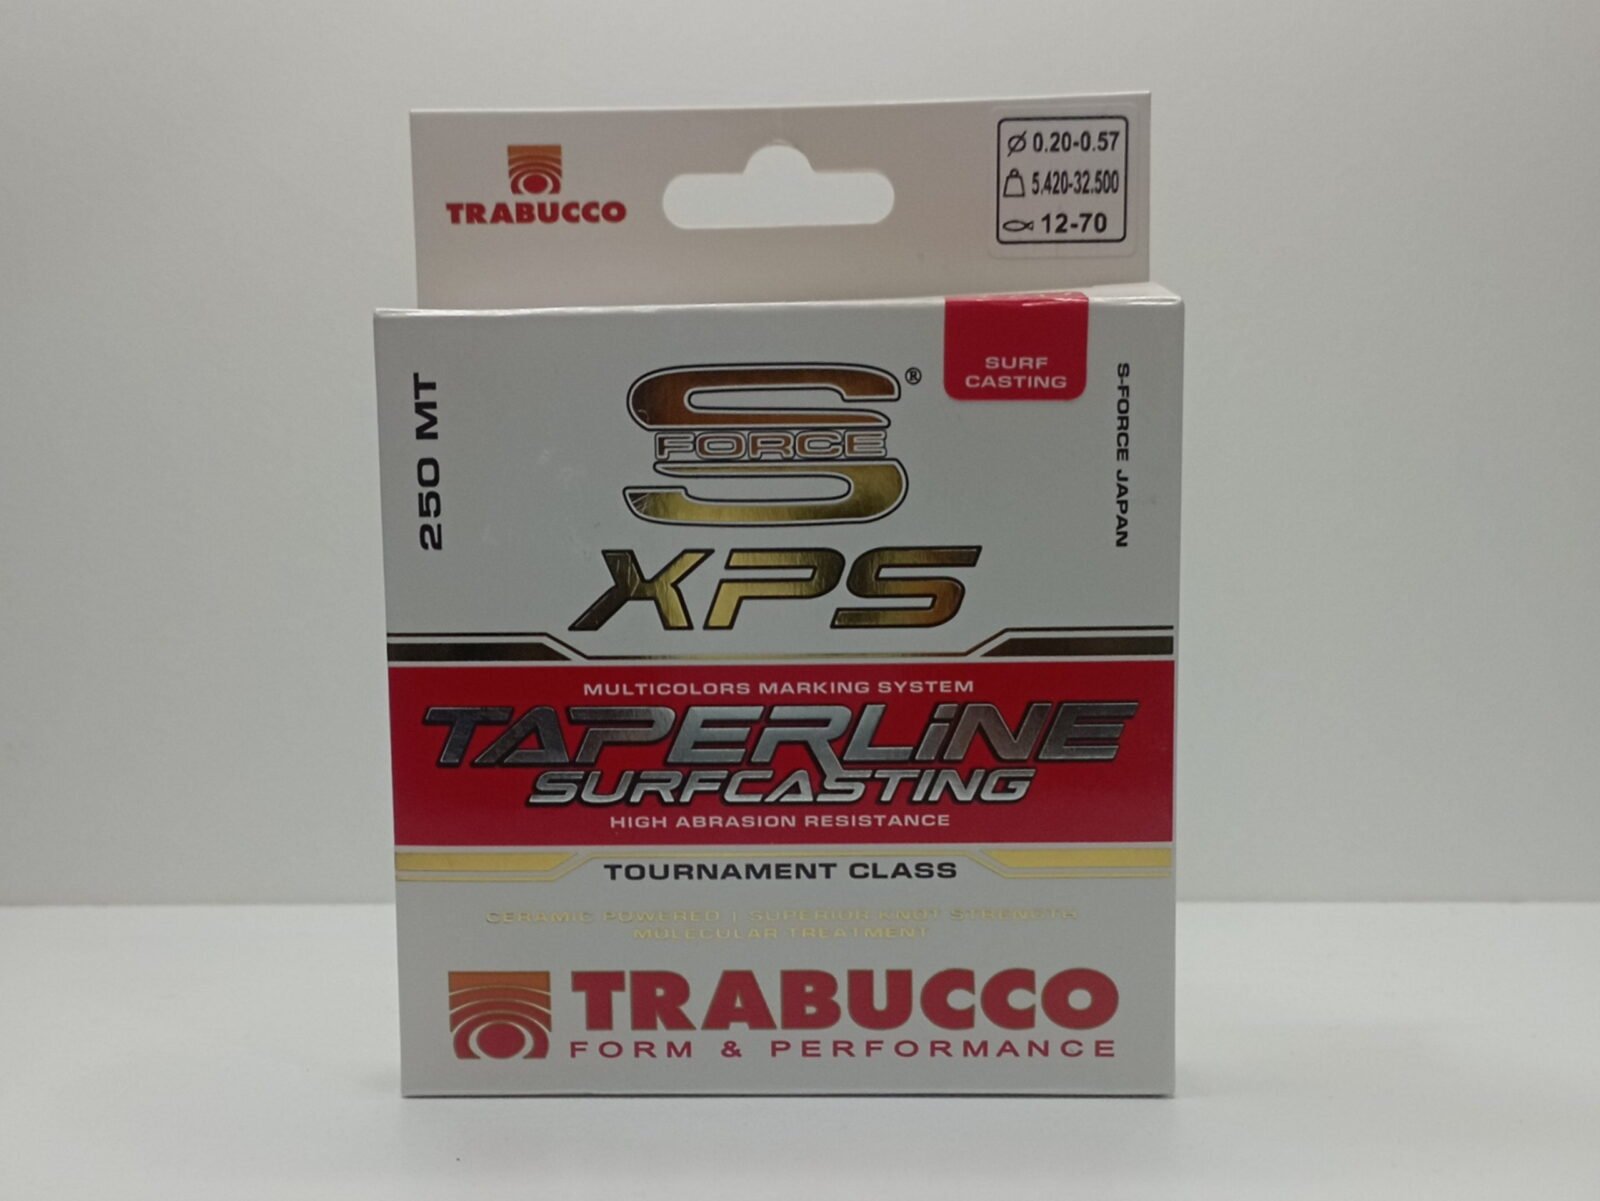 TRABUCCO
Ø 0.20-0.57
5.420-32.500
12-70
SURF
CASTING
250 MT
S-FORCE JAPAN
S
FORCE
®
XPS
MULTICOLORS MARKING SYSTEM
TAPERLiNE
SURFCASTING
HIGH ABRASION RESISTANCE
TOURNAMENT CLASS
CERAMIC POWERED | SUPERIOR KNOT STRENGTH
MOLECULAR TREATMENT
TRABUCCO
FORM & PERFORMANCE